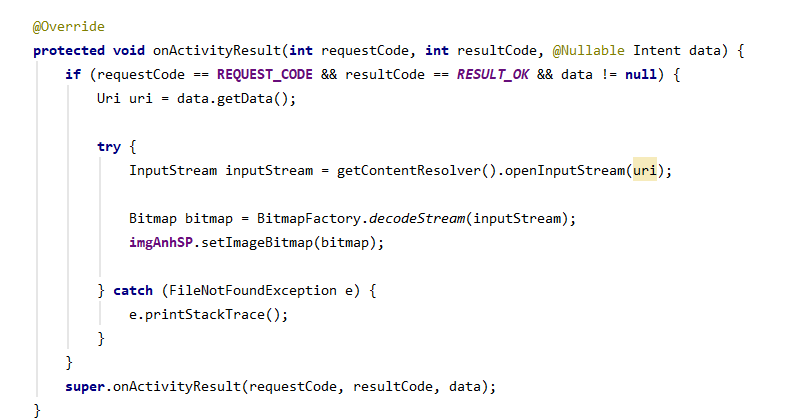 @Override
protected void onActivityResult(int requestCode, int resultCode, @Nullable Intent data) {
if (requestCode == REQUEST_CODE && resultCode == RESULT_OK && data != null) {
Uri uri = data.getData();
try {
InputStream inputStream = getContentResolver().openInputStream(uri);
Bitmap bitmap = BitmapFactory.decodeStream(inputStream);
imgAnhSP.setImageBitmap(bitmap);
} catch (FileNotFoundException e) {
e.printStackTrace();
}
}
super.onActivityResult(requestCode, resultCode, data);
}